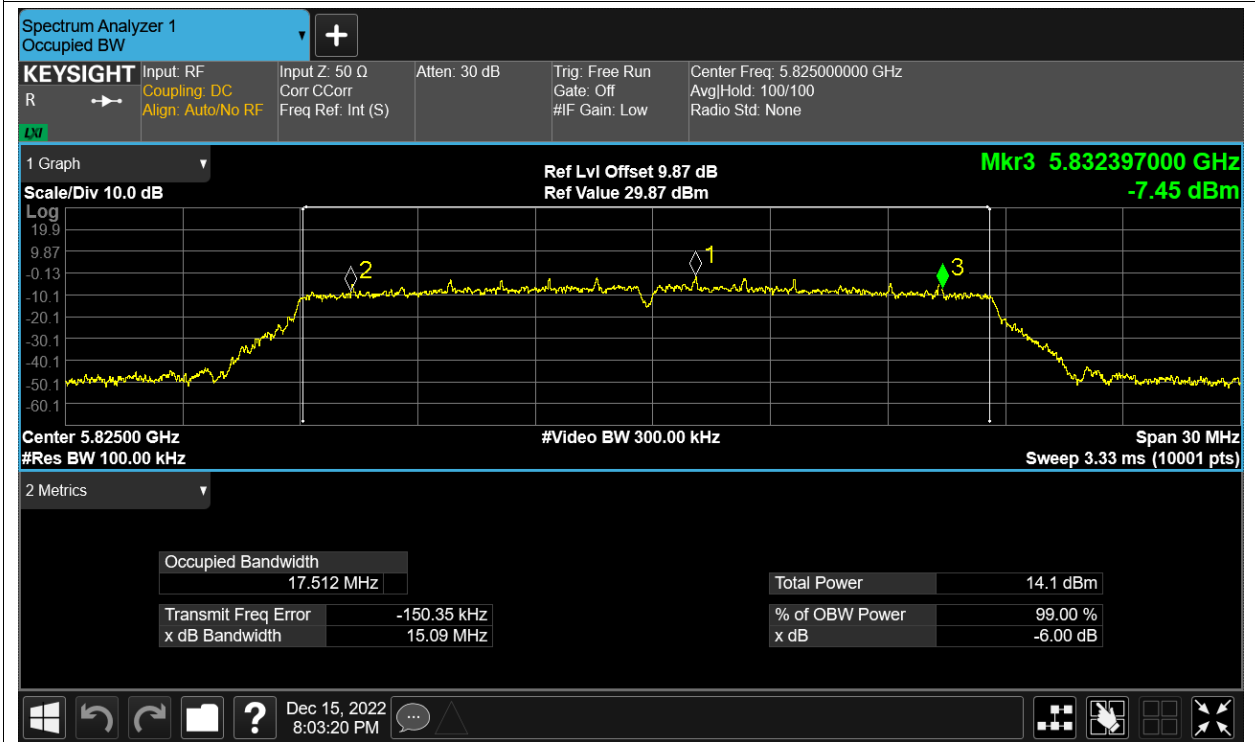 Spectrum Analyzer 1
Occupied BW
KEYSIGHT
R
LXI
Input: RF
Coupling: DC
Align: Auto/No RF
Input Z: 50 Ω
Corr CCorr
Freq Ref: Int (S)
Atten: 30 dB
Trig: Free Run
Gate: Off
#IF Gain: Low
Center Freq: 5.825000000 GHz
Avg|Hold: 100/100
Radio Std: None
1 Graph
Scale/Div 10.0 dB
Ref Lvl Offset 9.87 dB
Ref Value 29.87 dBm
Mkr3 5.832397000 GHz
-7.45 dBm
Log
19.9
9.87
-0.13
-10.1
-20.1
-30.1
-40.1
-50.1
-60.1
2
1
3
Center 5.82500 GHz
#Res BW 100.00 kHz
#Video BW 300.00 kHz
Span 30 MHz
Sweep 3.33 ms (10001 pts)
2 Metrics
Occupied Bandwidth
17.512 MHz
Transmit Freq Error -150.35 kHz
x dB Bandwidth 15.09 MHz
Total Power 14.1 dBm
% of OBW Power 99.00 %
x dB -6.00 dB
?
Dec 15, 2022
8:03:20 PM